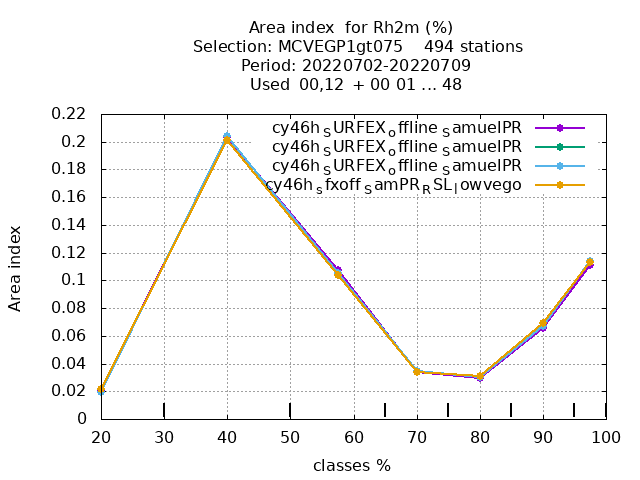 Area index  for Rh2m (%)
Selection: MCVEGP1gt075    494 stations
Period: 20220702-20220709
Used  00,12  + 00 01 ... 48
cy46h_SURFEX_offline_SamuelPR
cy46h_SURFEX_offline_SamuelPR
cy46h_SURFEX_offline_SamuelPR
cy46h_sfxoff_SamPR_RSL_lowvego
Area index
0.22
0.2
0.18
0.16
0.14
0.12
0.1
0.08
0.06
0.04
0.02
0
20 30 40 50 60 70 80 90 100
classes %